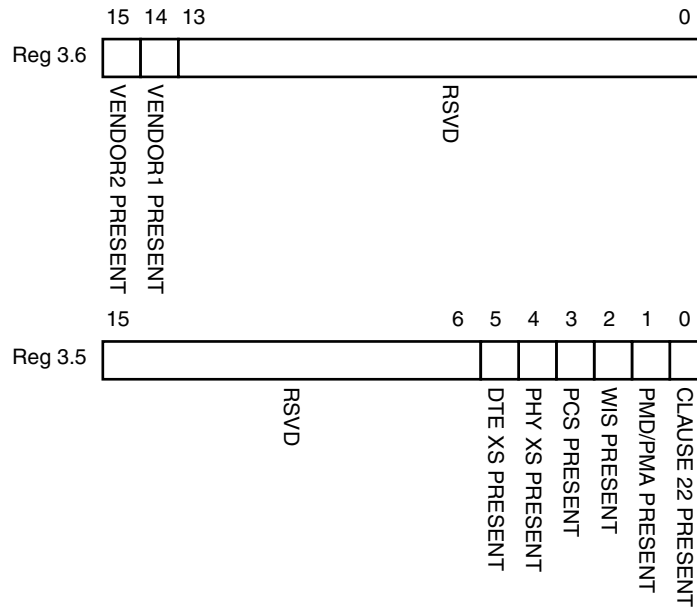 15 14 13 0
Reg 3.6
VENDOR2 PRESENT
VENDOR1 PRESENT
RSVD
15 6 5 4 3 2 1 0
Reg 3.5
RSVD
DTE XS PRESENT
PHY XS PRESENT
PCS PRESENT
WIS PRESENT
PMD/PMA PRESENT
CLAUSE 22 PRESENT